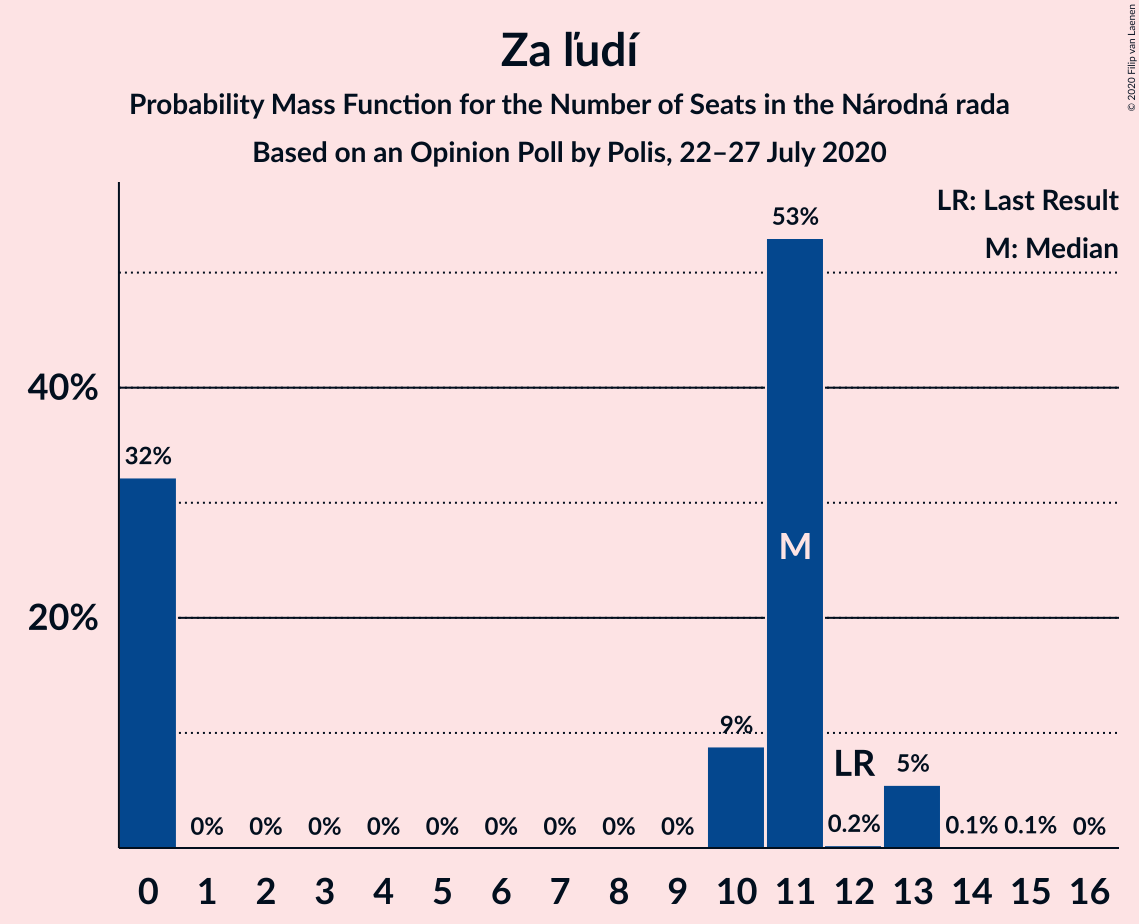 Za ľudí
Probability Mass Function for the Number of Seats in the Národná rada
Based on an Opinion Poll by Polis, 22–27 July 2020
© 2020 Filip van Laenen
LR: Last Result
M: Median
53%
40%
32%
M
20%
9%
LR
5%
0% 0% 0% 0% 0% 0% 0% 0% 0% 0.2% 0.1% 0.1% 0%
0 1 2 3 4 5 6 7 8 9 10 11 12 13 14 15 16